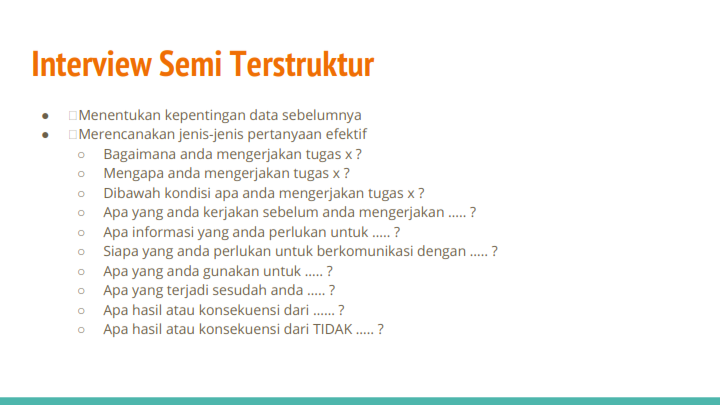 Interview Semi Terstruktur
● □Menentukan kepentingan data sebelumnya
● □Merencanakan jenis-jenis pertanyaan efektif
○ Bagaimana anda mengerjakan tugas x ?
○ Mengapa anda mengerjakan tugas x ?
○ Dibawah kondisi apa anda mengerjakan tugas x ?
○ Apa yang anda kerjakan sebelum anda mengerjakan ..... ?
○ Apa informasi yang anda perlukan untuk ..... ?
○ Siapa yang anda perlukan untuk berkomunikasi dengan ..... ?
○ Apa yang anda gunakan untuk ..... ?
○ Apa yang terjadi sesudah anda ..... ?
○ Apa hasil atau konsekuensi dari ...... ?
○ Apa hasil atau konsekuensi dari TIDAK ..... ?